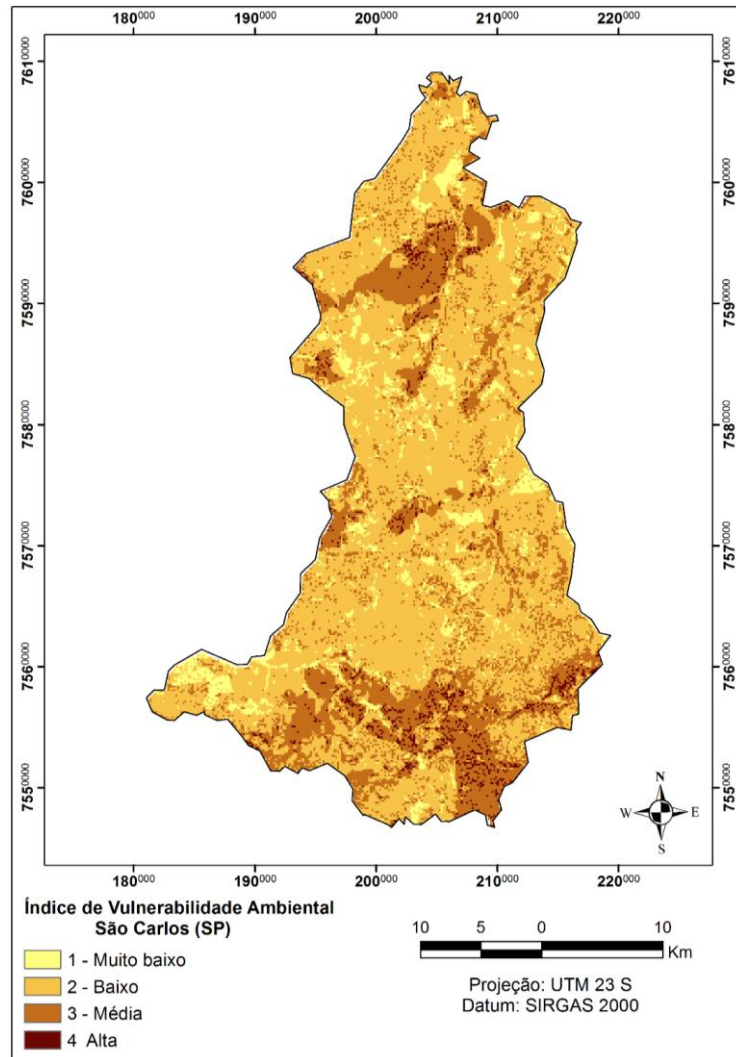 180000 190000 200000 210000 220000
7610000
7610000
7600000
7600000
7590000
7590000
7580000
7580000
7570000
7570000
7560000
7560000
7550000
7550000
N
W E
S
180000 190000 200000 210000 220000
Índice de Vulnerabilidade Ambiental
São Carlos (SP)
1 - Muito baixo
2 - Baixo
3 - Média
4 Alta
10 5 0 10
Km
Projeção: UTM 23 S
Datum: SIRGAS 2000